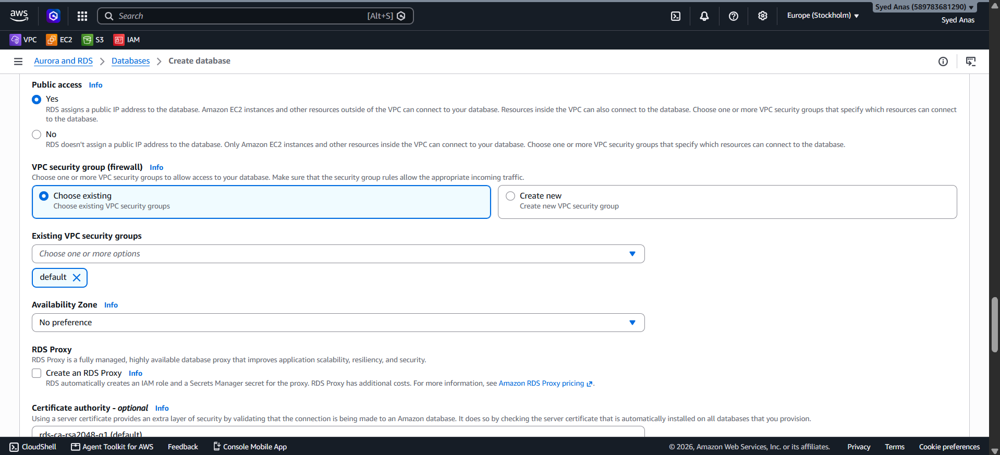 aws
Search
[Alt+S]
Europe (Stockholm)
Syed Anas (589783681290)
Syed Anas
VPC
EC2
S3
IAM
Aurora and RDS
Databases
Create database
Public access Info
Yes
RDS assigns a public IP address to the database. Amazon EC2 instances and other resources outside of the VPC can connect to your database. Resources inside the VPC can also connect to the database. Choose one or more VPC security groups that specify which resources can connect
to the database.
No
RDS doesn't assign a public IP address to the database. Only Amazon EC2 instances and other resources inside the VPC can connect to your database. Choose one or more VPC security groups that specify which resources can connect to the database.
VPC security group (firewall) Info
Choose one or more VPC security groups to allow access to your database. Make sure that the security group rules allow the appropriate incoming traffic.
Choose existing
Choose existing VPC security groups
Create new
Create new VPC security group
Existing VPC security groups
Choose one or more options
default
Availability Zone Info
No preference
RDS Proxy
RDS Proxy is a fully managed, highly available database proxy that improves application scalability, resiliency, and security.
Create an RDS Proxy Info
RDS automatically creates an IAM role and a Secrets Manager secret for the proxy. RDS Proxy has additional costs. For more information, see Amazon RDS Proxy pricing.
Certificate authority - optional Info
Using a server certificate provides an extra layer of security by validating that the connection is being made to an Amazon database. It does so by checking the server certificate that is automatically installed on all databases that you provision.
rds-ca-rsa2048-g1 (default)
CloudShell
Agent Toolkit for AWS
Feedback
Console Mobile App
© 2026, Amazon Web Services, Inc. or its affiliates.
Privacy
Terms
Cookie preferences